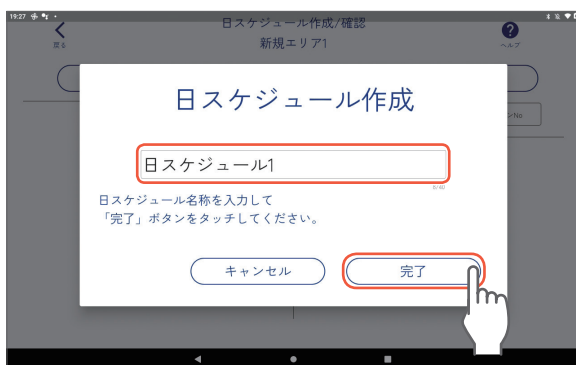 19:27
日スケジュール作成/確認
戻る
新規エリア1
ヘルプ
ンNo
日スケジュール作成
日スケジュール1
8/40
日スケジュール名称を入力して
「完了」ボタンをタッチしてください。
キャンセル
完了